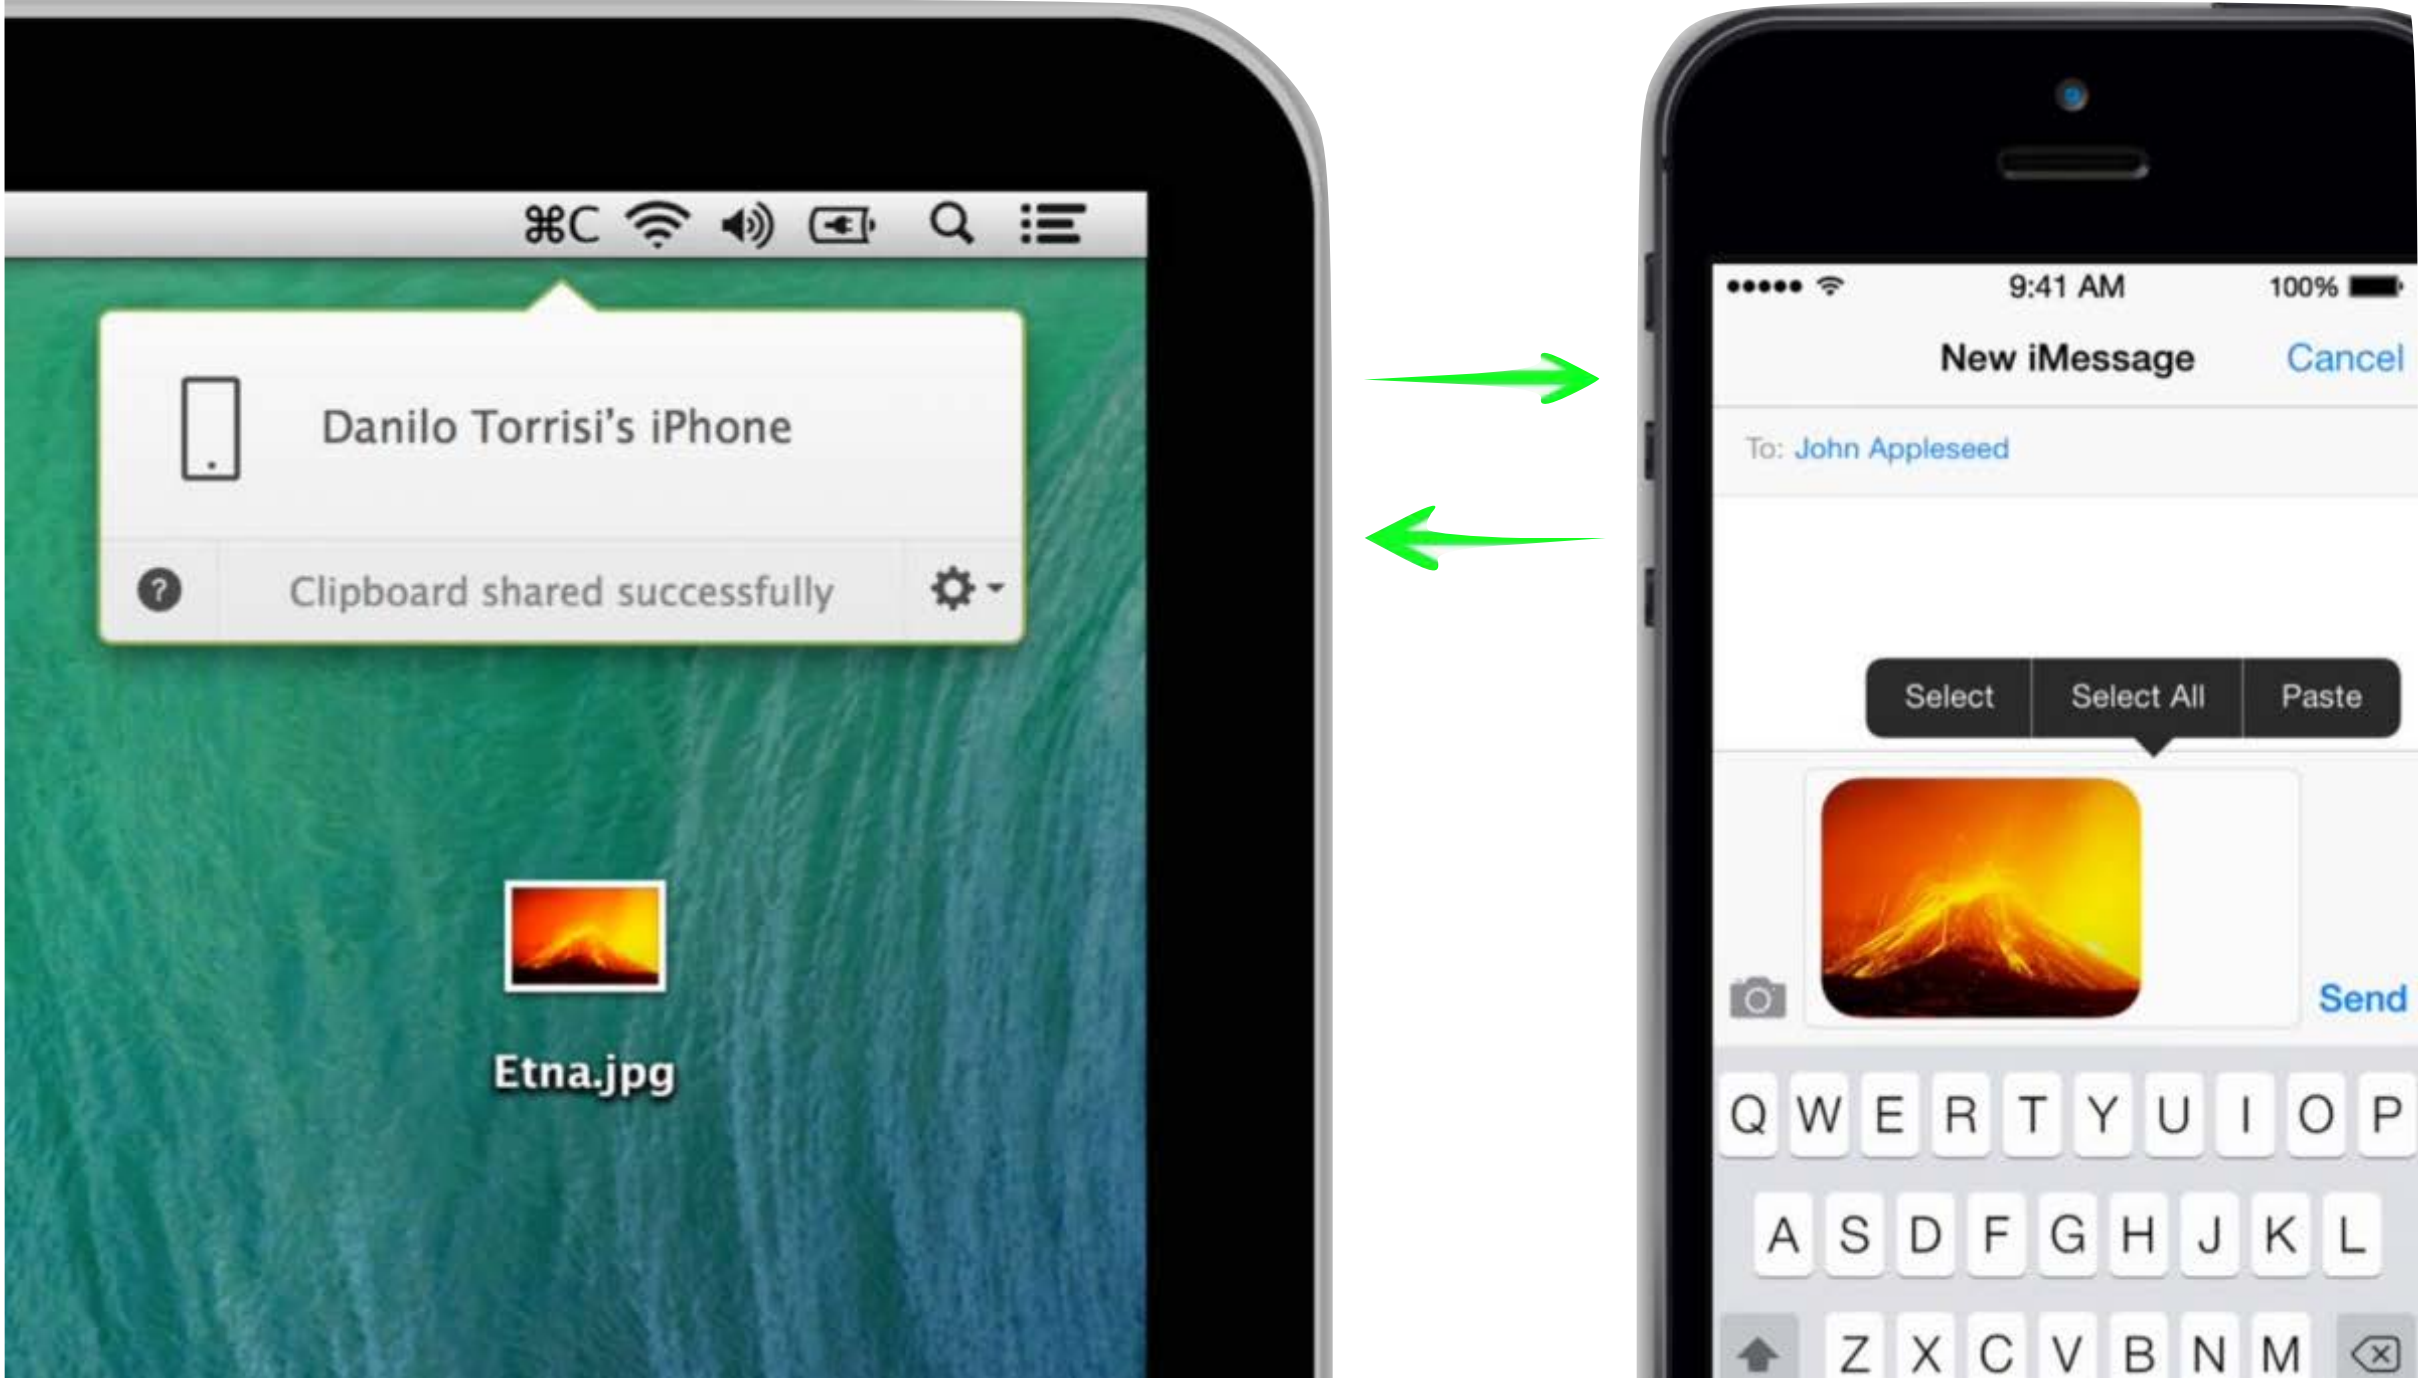 ⌘C
Danilo Torrisi's iPhone
? Clipboard shared successfully
Etna.jpg
9:41 AM 100%
New iMessage Cancel
To: John Appleseed
Select Select All Paste
Send
Q W E R T Y U I O P
A S D F G H J K L
Z X C V B N M